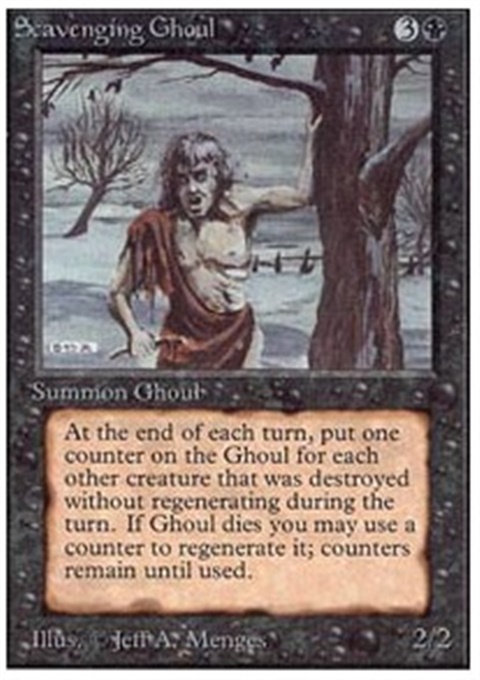 Scavenging Ghoul 3
Summon Ghoul
At the end of each turn, put one
counter on the Ghoul for each
other creature that was destroyed
without regenerating during the
turn. If Ghoul dies you may use a
counter to regenerate it; counters
remain until used.
Illus. © Jeff A. Menges 2/2